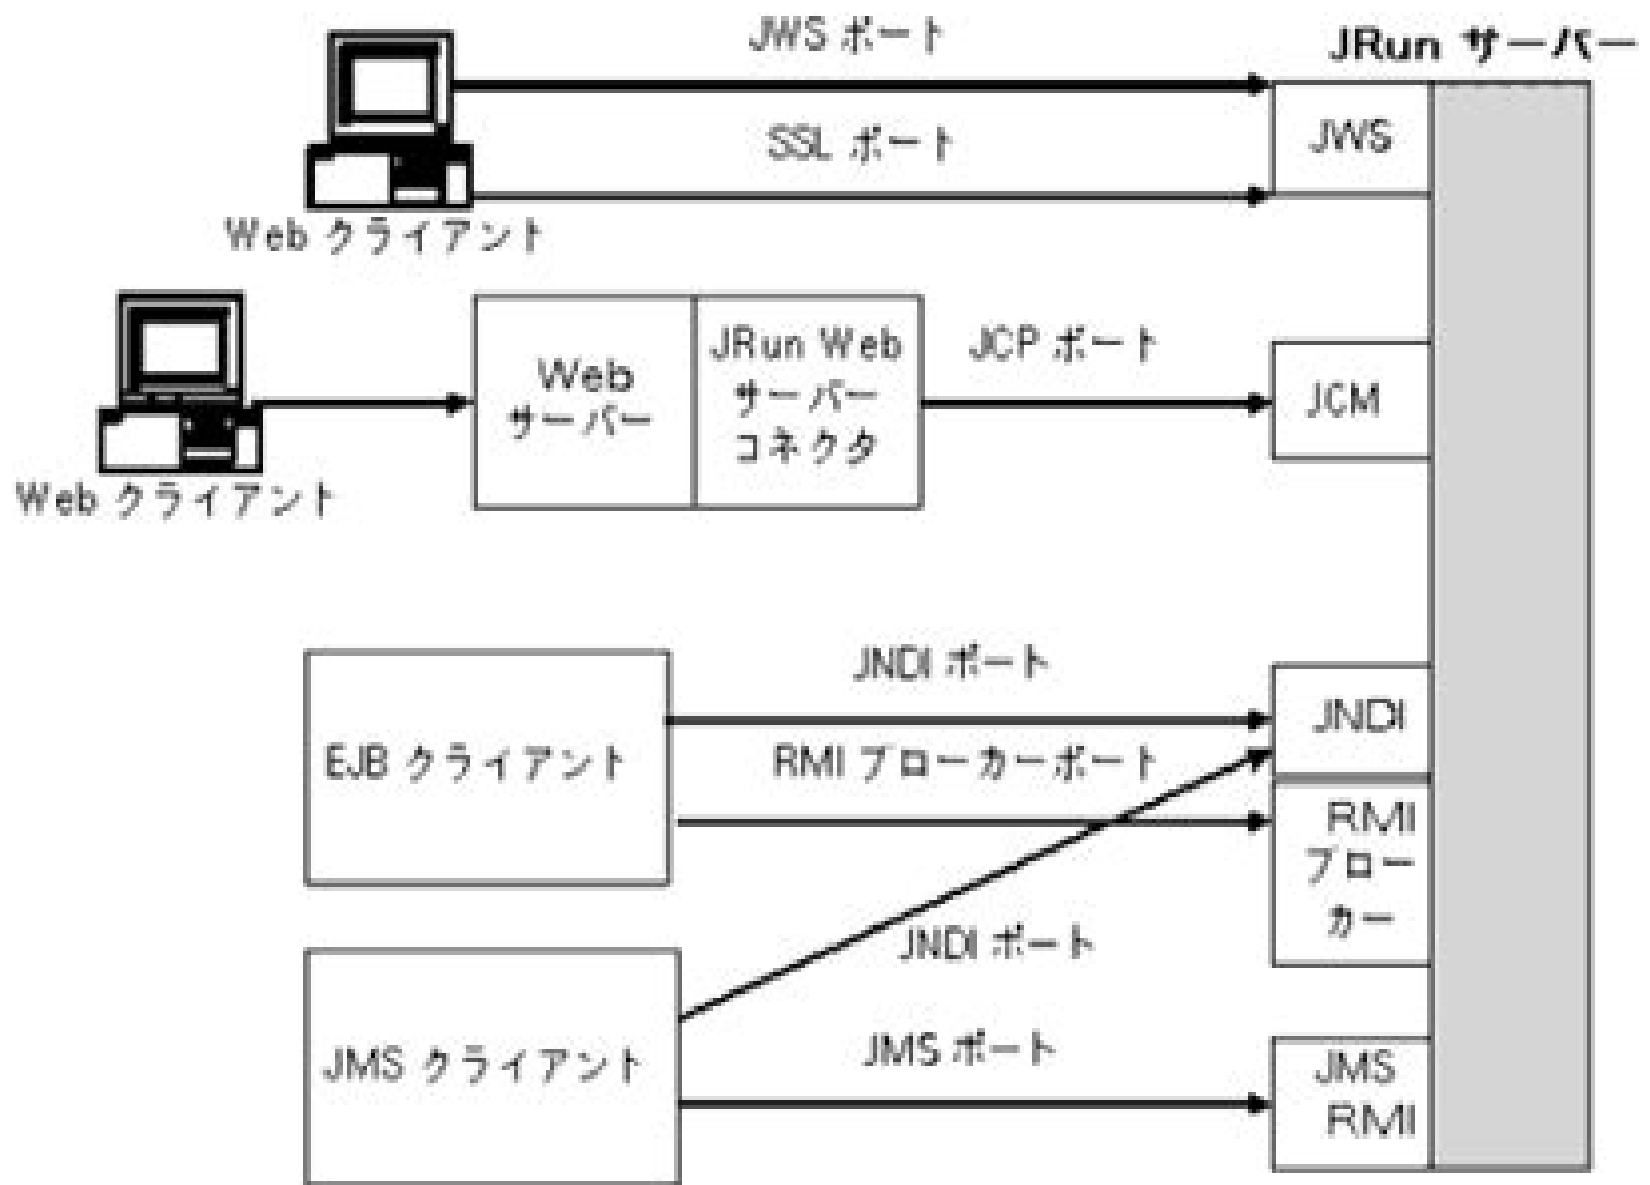 JWS ポート
JRun サーバー
SSL ポート
JWS
Web クライアント
Web
サーバー
JRun Web
サーバー
コネクタ
JCP ポート
JCM
Web クライアント
JNDI ポート
JNDI
EJB クライアント
RMI ブローカーポート
RMI
ブロー
カー
JNDI ポート
JMS クライアント
JMS ポート
JMS
RMI